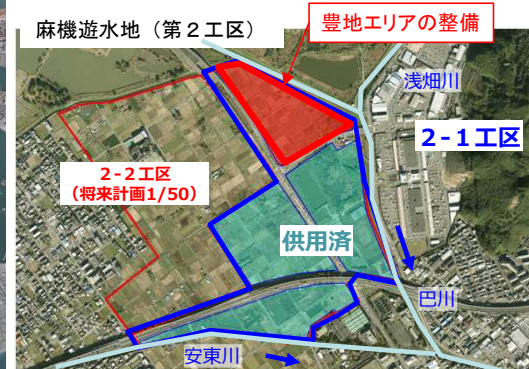 麻機遊水地（第２工区）
豊地エリアの整備
浅畑川
2-1工区
2-2工区
（将来計画1/50）
供用済
巴川
安東川